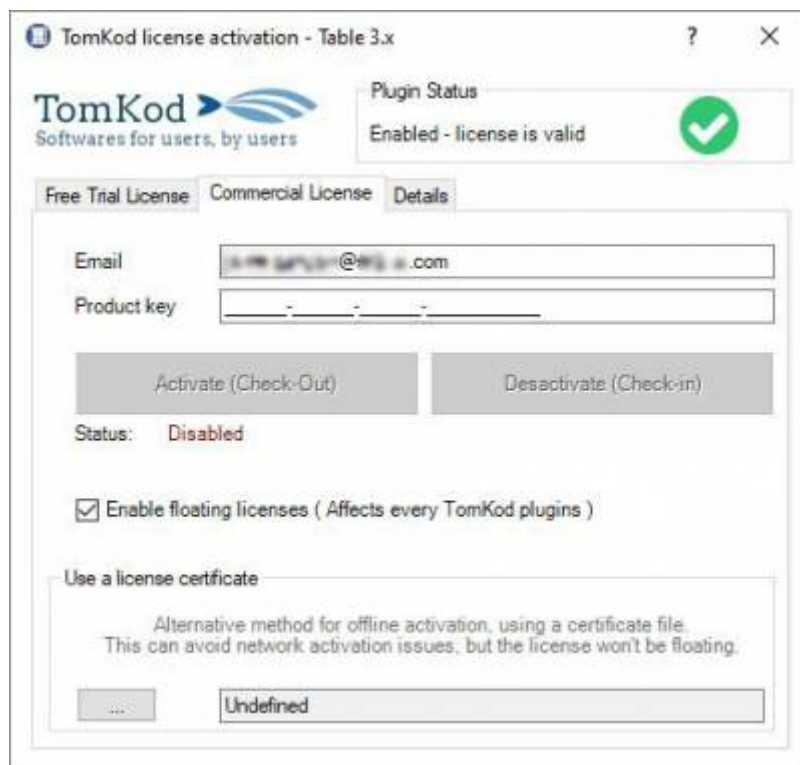 TomKod license activation - Table 3.x
?
TomKod
Softwares for users, by users
Plugin Status
Enabled - license is valid
Free Trial License
Commercial License
Details
Email
@
.com
Product key
Activate (Check-Out)
Desactivate (Check-in)
Status:
Disabled
Enable floating licenses ( Affects every TomKod plugins )
Use a license certificate
Alternative method for offline activation, using a certificate file.
This can avoid network activation issues, but the license won't be floating.
...
Undefined